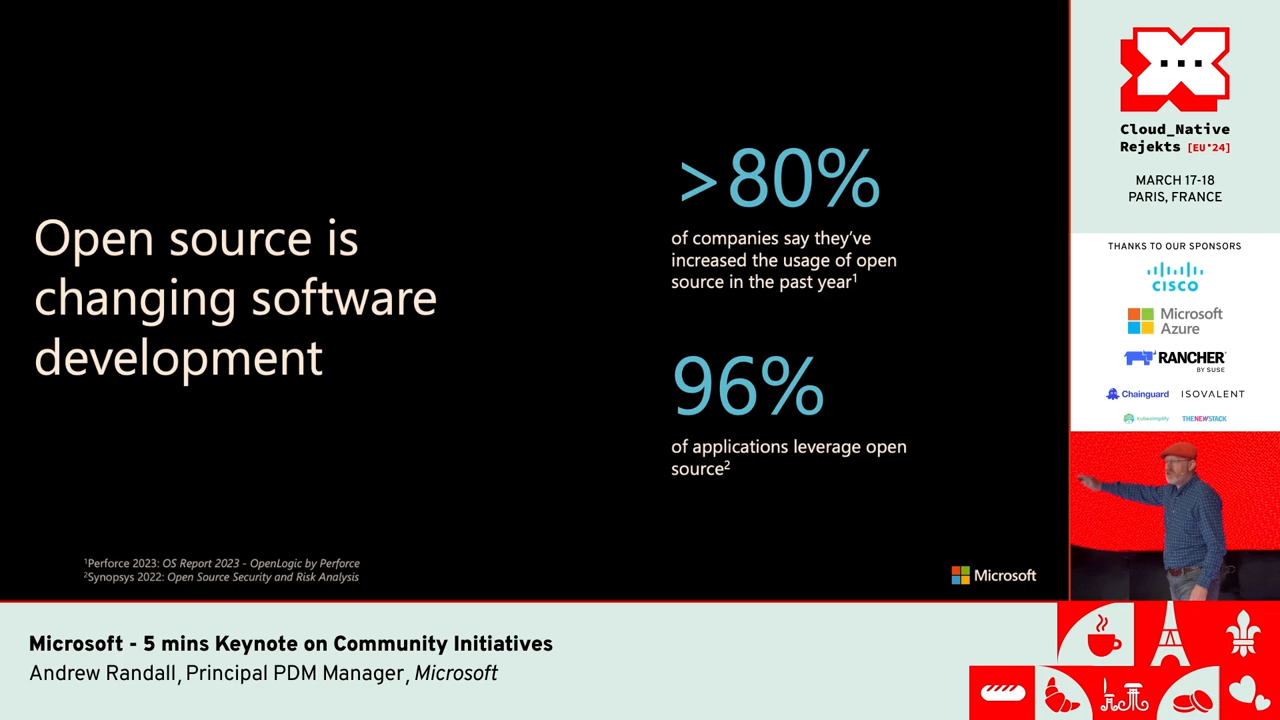 Open source is
changing software
development
>80%
of companies say they've
increased the usage of open
source in the past year¹
96%
of applications leverage open
source²
¹Perforce 2023: OS Report 2023 - OpenLogic by Perforce
²Synopsys 2022: Open Source Security and Risk Analysis
Microsoft
Cloud_Native
Rejekts [EU'24]
MARCH 17-18
PARIS, FRANCE
THANKS TO OUR SPONSORS
CISCO
Microsoft
Azure
RANCHER
BY SUSE
Chainguard ISOVALENT
kubesimplify THENEWSTACK
Microsoft - 5 mins Keynote on Community Initiatives
Andrew Randall, Principal PDM Manager, Microsoft